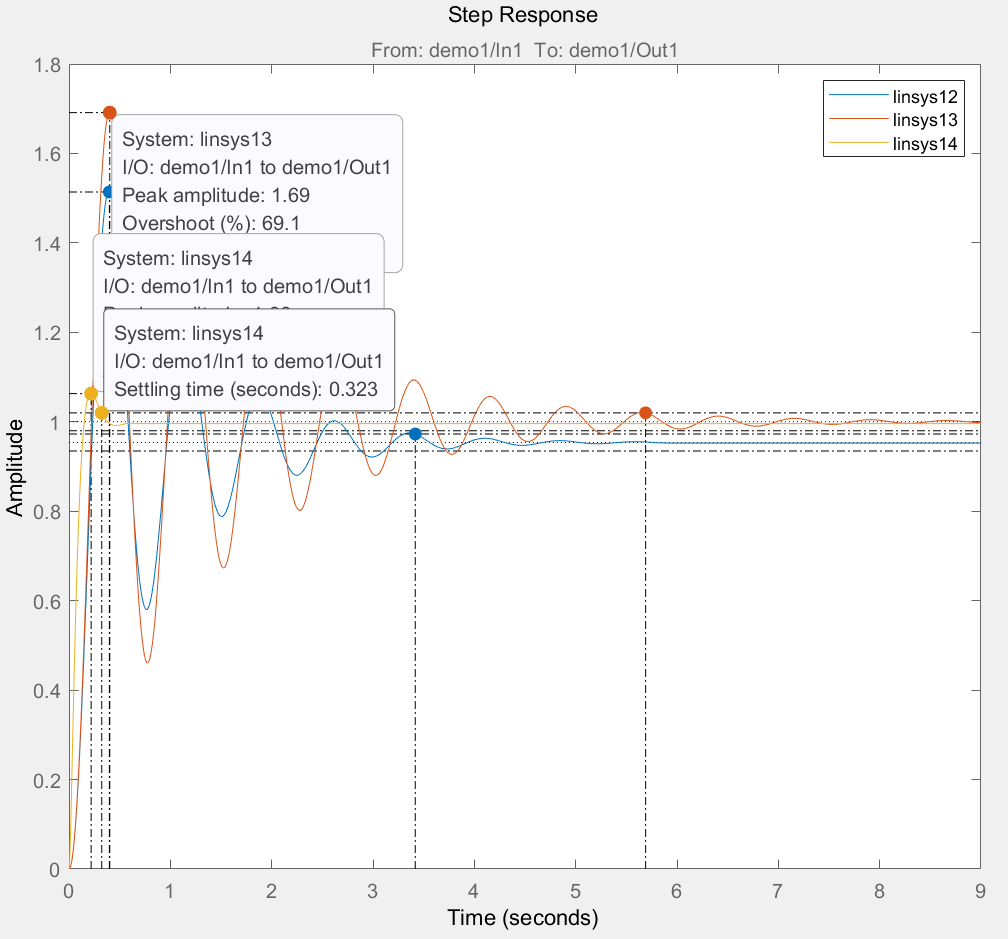 Step Response
From: demo1/In1 To: demo1/Out1
1.8
1.6
1.4
1.2
1
0.8
0.6
0.4
0.2
0
Amplitude
linsys12
linsys13
linsys14
System: linsys13
I/O: demo1/In1 to demo1/Out1
Peak amplitude: 1.69
Overshoot (%): 69.1
System: linsys14
I/O: demo1/In1 to demo1/Out1
System: linsys14
I/O: demo1/In1 to demo1/Out1
Settling time (seconds): 0.323
0 1 2 3 4 5 6 7 8 9
Time (seconds)